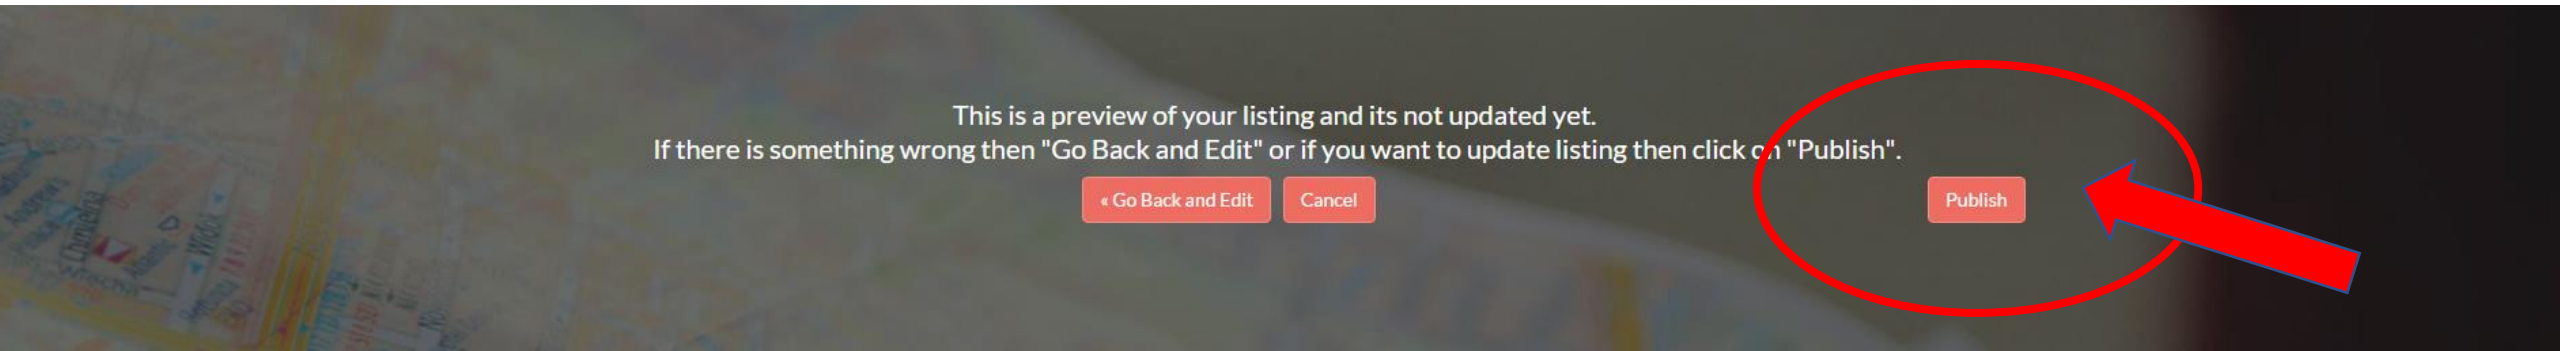 This is a preview of your listing and its not updated yet.
If there is something wrong then "Go Back and Edit" or if you want to update listing then click on "Publish".
« Go Back and Edit Cancel Publish